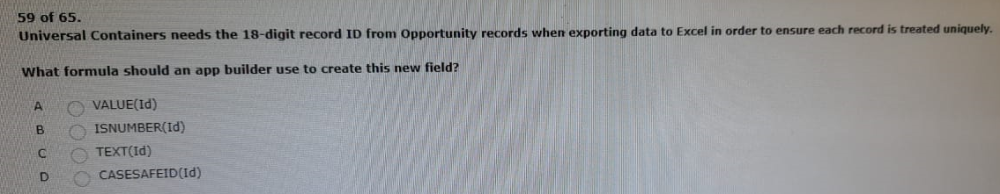 59 of 65.
Universal Containers needs the 18-digit record ID from Opportunity records when exporting data to Excel in order to ensure each record is treated uniquely.
What formula should an app builder use to create this new field?
A VALUE(Id)
B ISNUMBER(Id)
C TEXT(Id)
D CASESAFEID(Id)